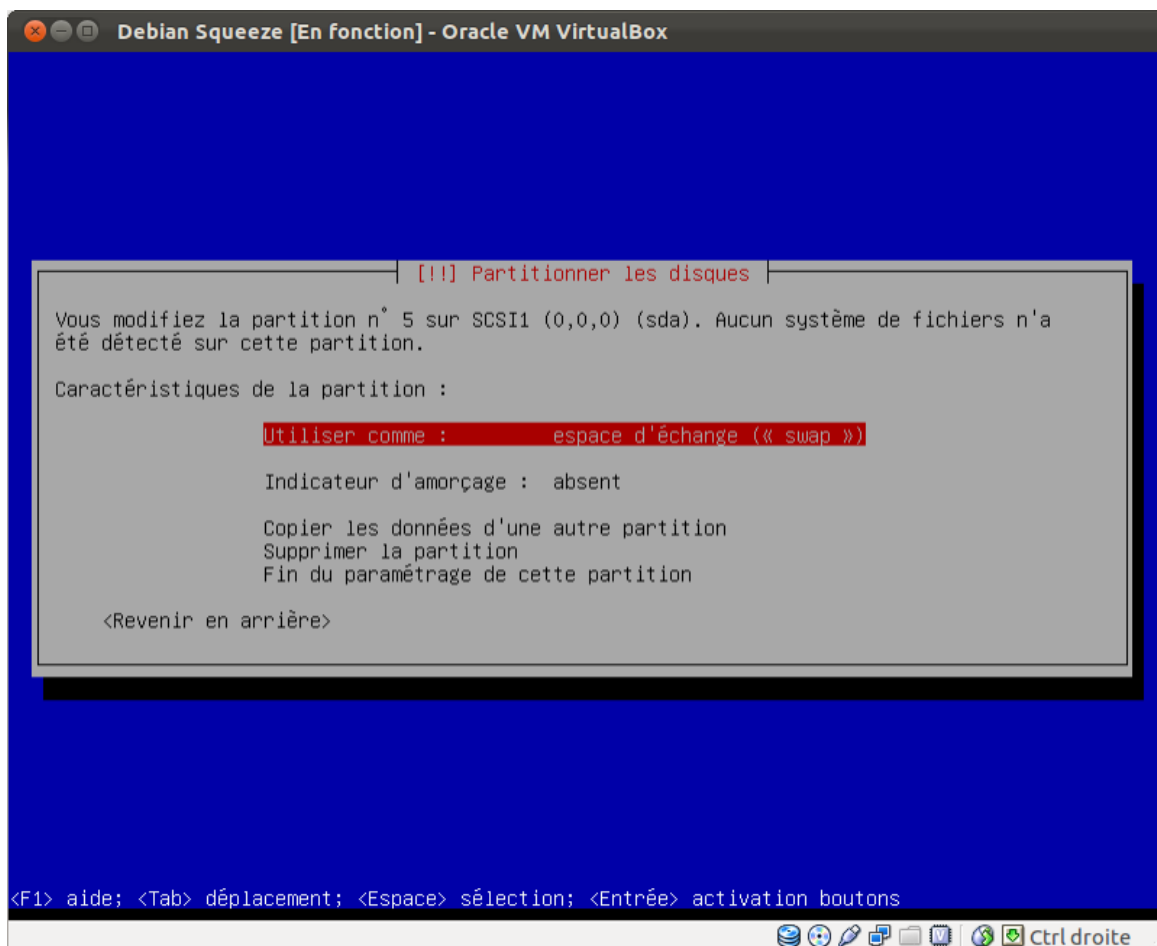 Debian Squeeze [En fonction] - Oracle VM VirtualBox
[!!] Partitionner les disques
Vous modifiez la partition n° 5 sur SCSI1 (0,0,0) (sda). Aucun système de fichiers n'a
été détecté sur cette partition.
Caractéristiques de la partition :
Utiliser comme : espace d'échange (« swap »)
Indicateur d'amorçage : absent
Copier les données d'une autre partition
Supprimer la partition
Fin du paramétrage de cette partition
<Revenir en arrière>
<F1> aide; <Tab> déplacement; <Espace> sélection; <Entrée> activation boutons
Ctrl droite